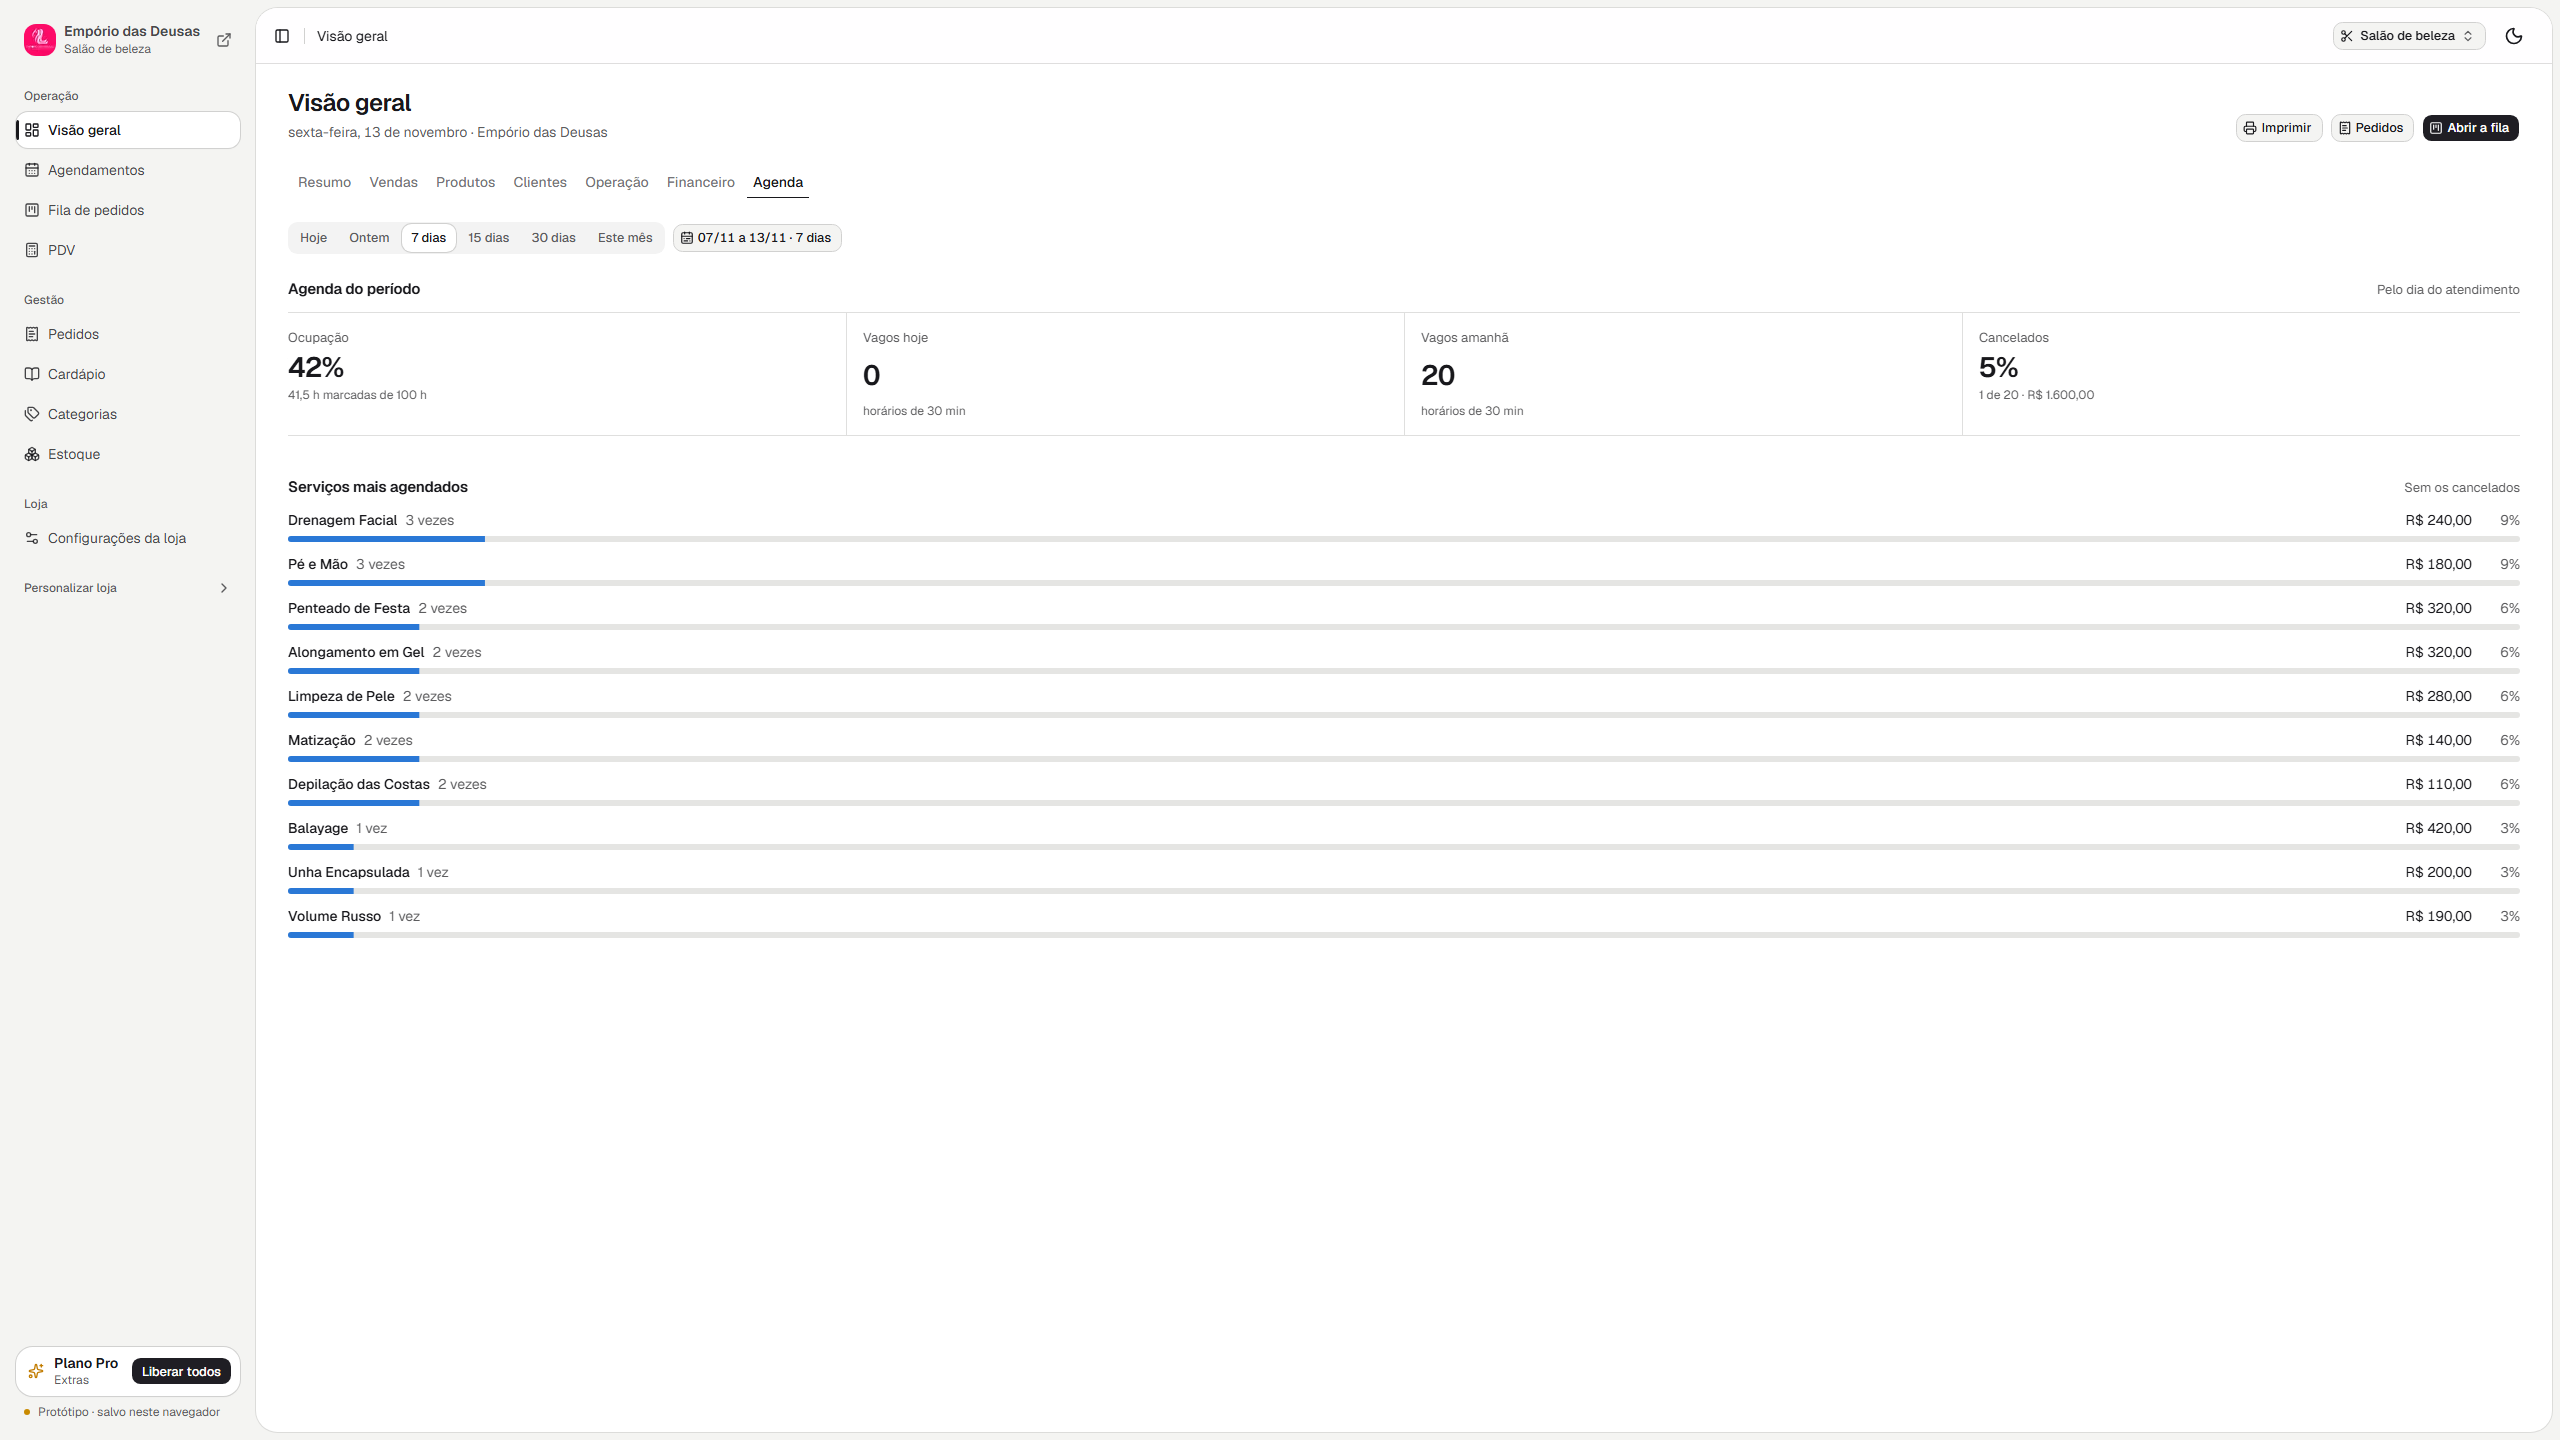 Empório das Deusas
Salão de beleza
Operação
Visão geral
Agendamentos
Fila de pedidos
PDV
Gestão
Pedidos
Cardápio
Categorias
Estoque
Loja
Configurações da loja
Personalizar loja
Plano Pro
Extras
Liberar todos
Protótipo · salvo neste navegador
Visão geral
Salão de beleza
Visão geral
sexta-feira, 13 de novembro · Empório das Deusas
Imprimir
Pedidos
Abrir a fila
Resumo Vendas Produtos Clientes Operação Financeiro Agenda
Hoje Ontem 7 dias 15 dias 30 dias Este mês 07/11 a 13/11 · 7 dias
Agenda do período Pelo dia do atendimento
Ocupação
42%
41,5 h marcadas de 100 h
Vagos hoje
0
horários de 30 min
Vagos amanhã
20
horários de 30 min
Cancelados
5%
1 de 20 · R$ 1.600,00
Serviços mais agendados Sem os cancelados
Drenagem Facial 3 vezes R$ 240,00 9%
Pé e Mão 3 vezes R$ 180,00 9%
Penteado de Festa 2 vezes R$ 320,00 6%
Alongamento em Gel 2 vezes R$ 320,00 6%
Limpeza de Pele 2 vezes R$ 280,00 6%
Matização 2 vezes R$ 140,00 6%
Depilação das Costas 2 vezes R$ 110,00 6%
Balayage 1 vez R$ 420,00 3%
Unha Encapsulada 1 vez R$ 200,00 3%
Volume Russo 1 vez R$ 190,00 3%